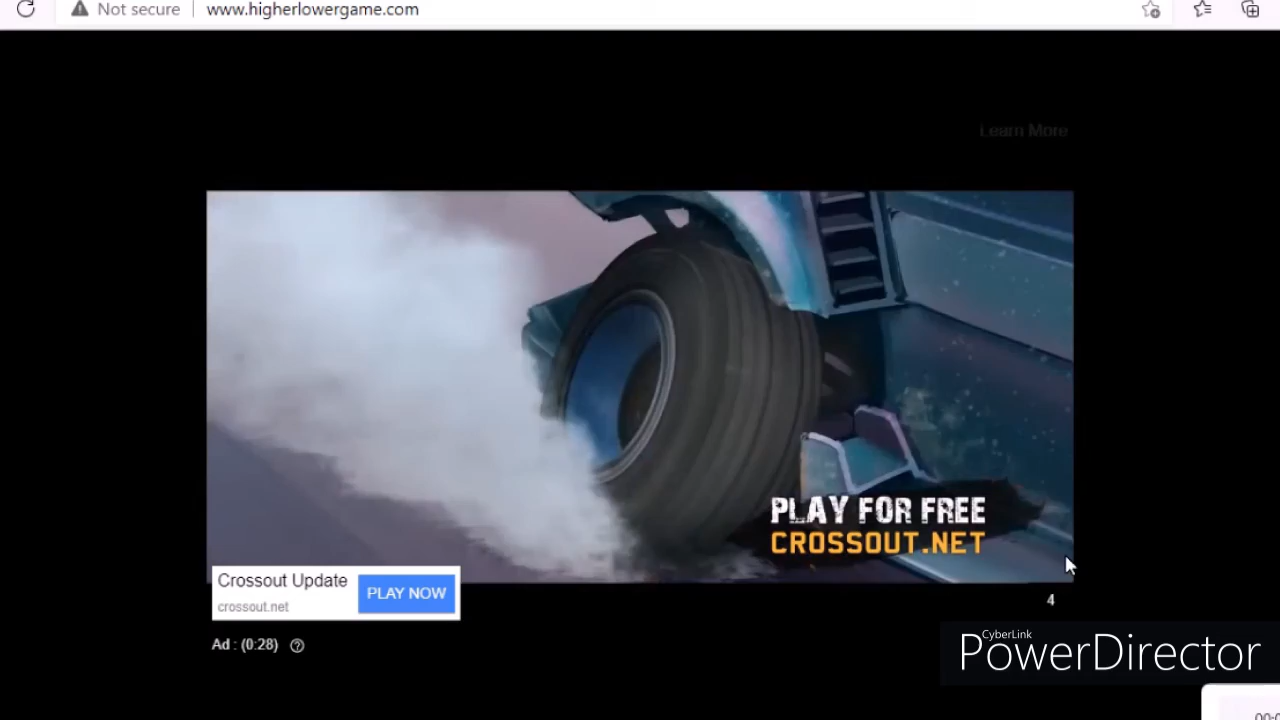 Not secure www.higherlowergame.com
Learn More
PLAY FOR FREE
CROSSOUT.NET
Crossout Update
crossout.net
PLAY NOW
4
Ad : (0:28)
CyberLink
PowerDirector